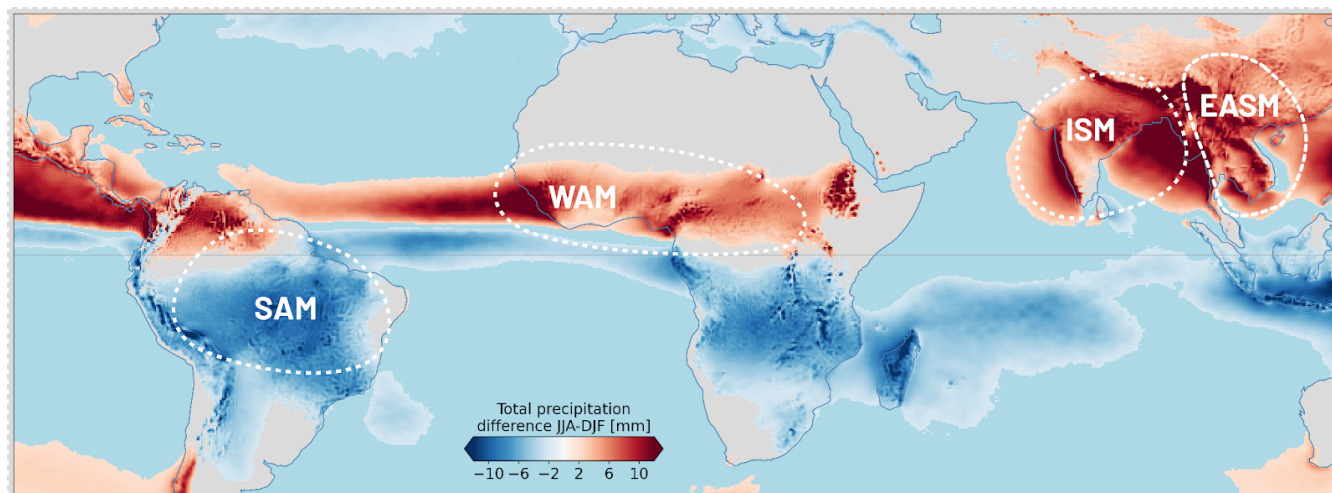 EASM
ISM
WAM
SAM
Total precipitation
difference JJA-DJF [mm]
−10 −6 −2 2 6 10